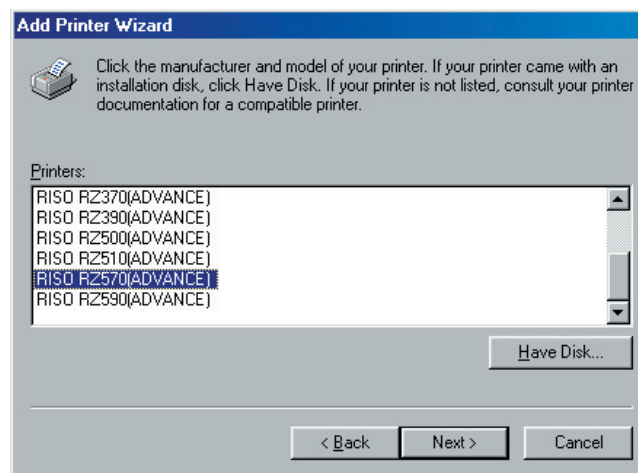 Add Printer Wizard
Click the manufacturer and model of your printer. If your printer came with an
installation disk, click Have Disk. If your printer is not listed, consult your printer
documentation for a compatible printer.
Printers:
RISO RZ370(ADVANCE)
RISO RZ390(ADVANCE)
RISO RZ500(ADVANCE)
RISO RZ510(ADVANCE)
RISO RZ570(ADVANCE)
RISO RZ590(ADVANCE)
Have Disk...
< Back
Next >
Cancel